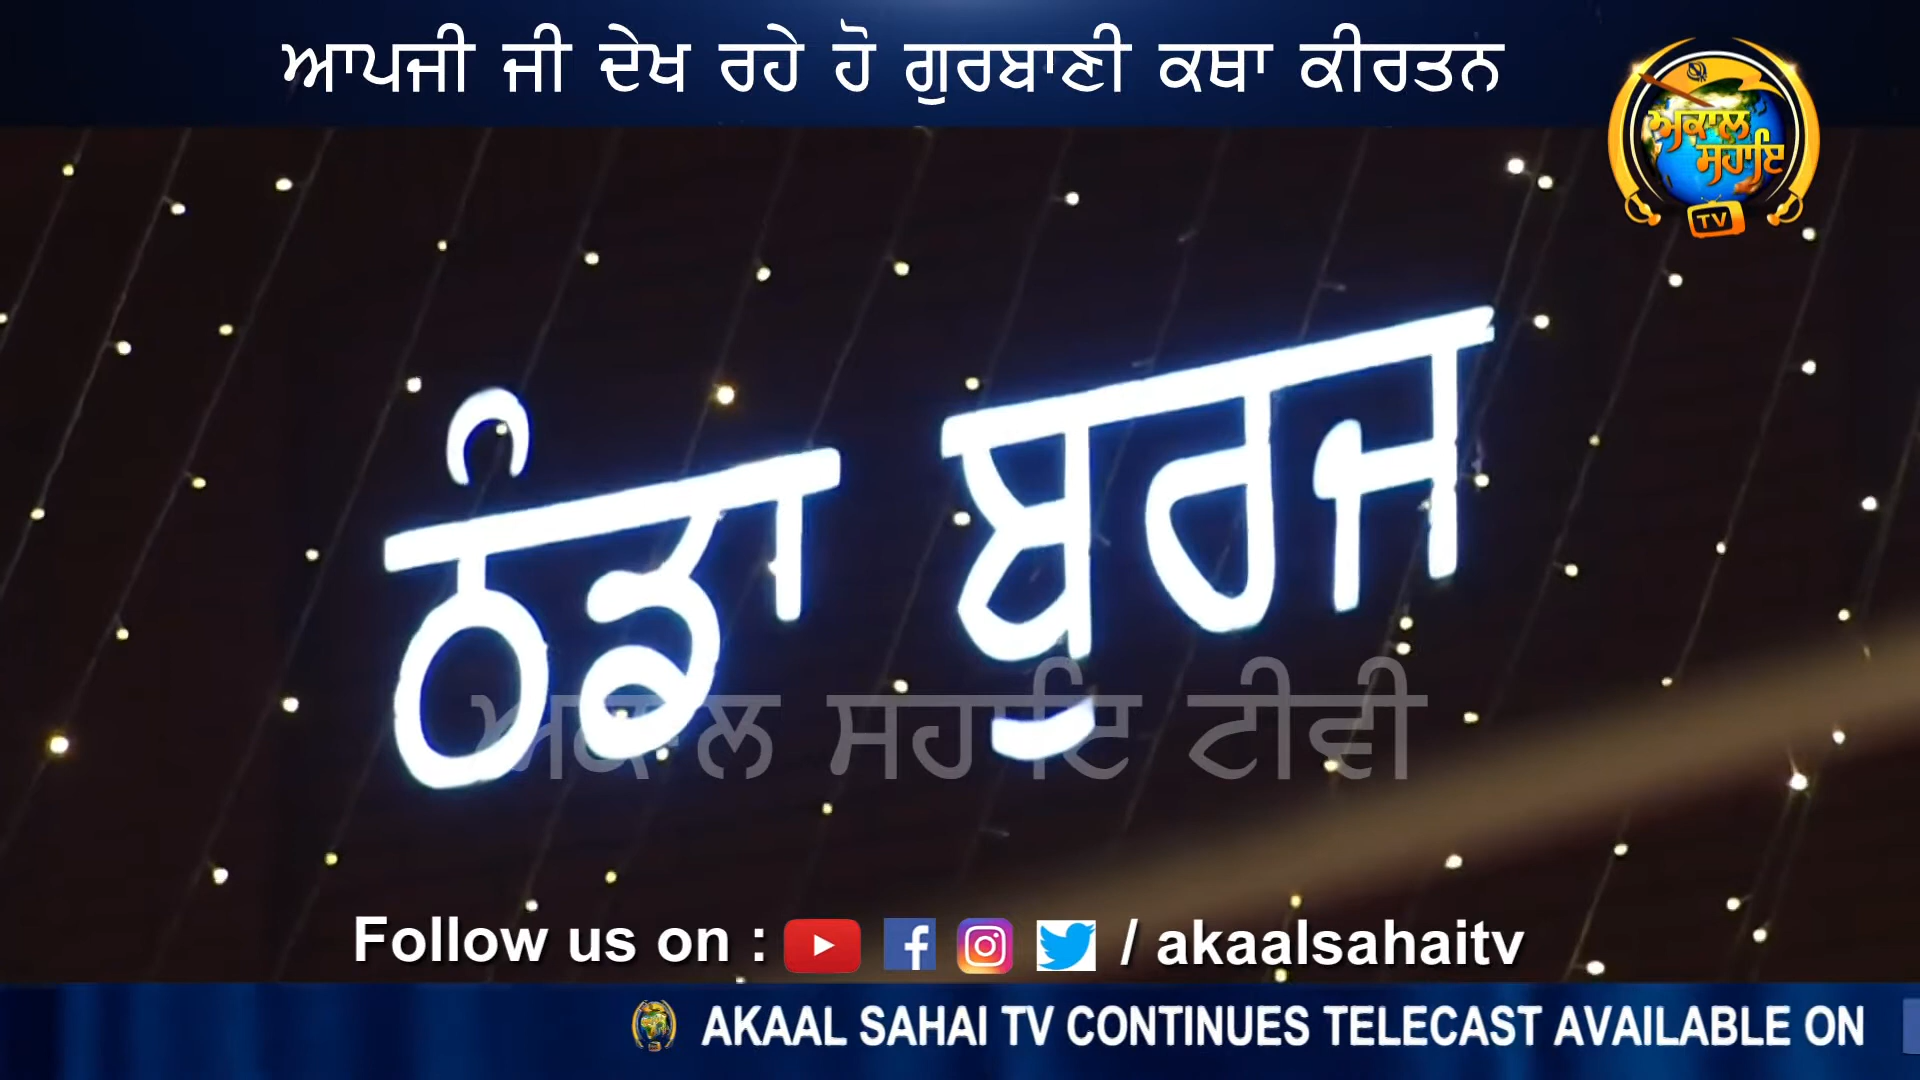 ਆਪਜੀ ਜੀ ਦੇਖ ਰਹੇ ਹੋ ਗੁਰਬਾਣੀ ਕਥਾ ਕੀਰਤਨ
ਅਕਾਲ
ਸਹਾਇ
TV
ਠੰਡਾ ਬੁਰਜ
ਅਕਾਲ ਸਹਾਇ ਟੀਵੀ
Follow us on : / akaalsahaitv
AKAAL SAHAI TV CONTINUES TELECAST AVAILABLE ON